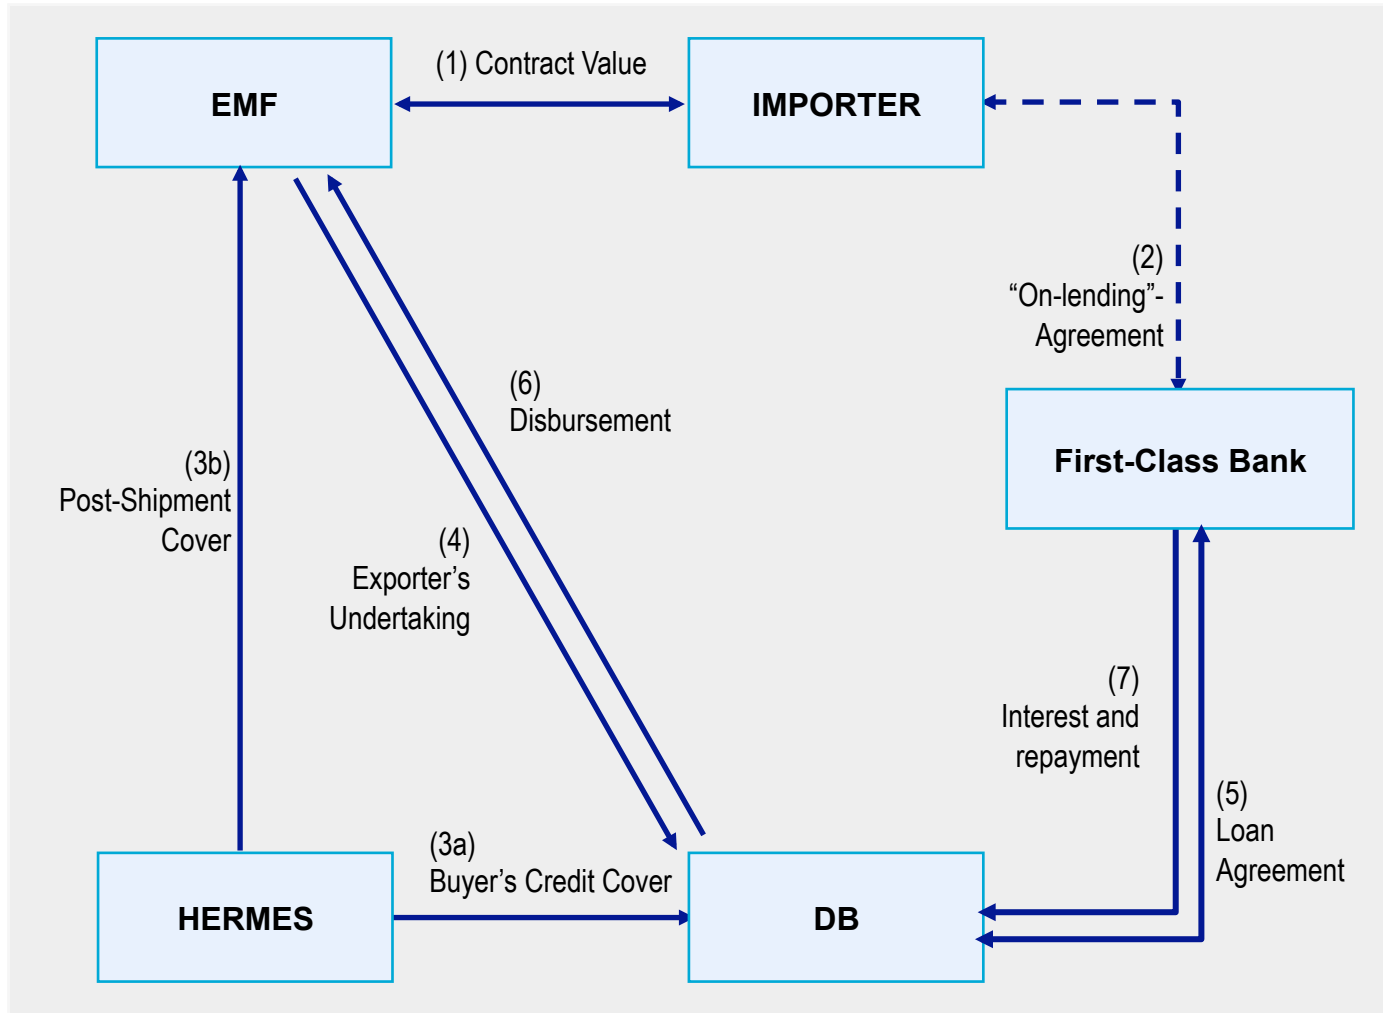 EMF
(1) Contract Value
IMPORTER
(2)
“On-lending”-
Agreement
(6)
Disbursement
First-Class Bank
(3b)
Post-Shipment
Cover
(4)
Exporter’s
Undertaking
(7)
Interest and
repayment
(5)
Loan
Agreement
(3a)
Buyer’s Credit Cover
HERMES
DB